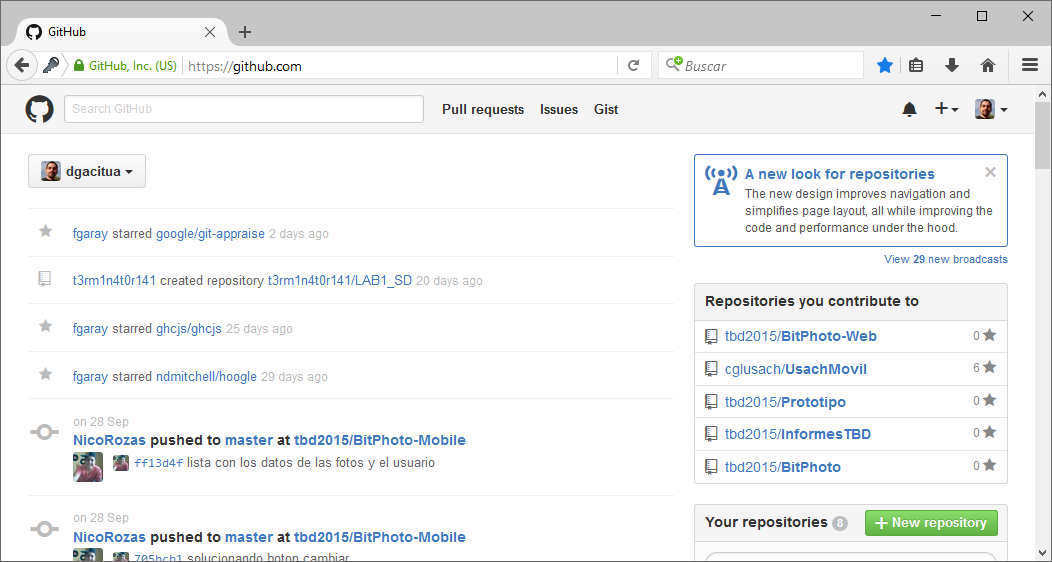 GitHub
GitHub, Inc. (US) https://github.com Buscar
Search GitHub Pull requests Issues Gist
dgacitua
fgaray starred google/git-appraise 2 days ago
t3rm1n4t0r141 created repository t3rm1n4t0r141/LAB1_SD 20 days ago
fgaray starred ghcjs/ghcjs 25 days ago
fgaray starred ndmitchell/hoogle 29 days ago
on 28 Sep
NicoRozas pushed to master at tbd2015/BitPhoto-Mobile
ff13d4f lista con los datos de las fotos y el usuario
on 28 Sep
NicoRozas pushed to master at tbd2015/BitPhoto-Mobile
705bcb1 solucionando boton cambiar
A new look for repositories
The new design improves navigation and
simplifies page layout, all while improving the
code and performance under the hood.
View 29 new broadcasts
Repositories you contribute to
tbd2015/BitPhoto-Web 0
cglusach/UsachMovil 6
tbd2015/Prototipo 0
tbd2015/InformesTBD 0
tbd2015/BitPhoto 0
Your repositories 8 New repository